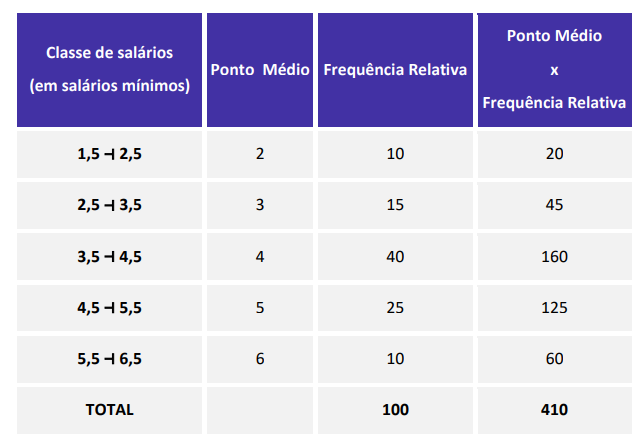 Classe de salários
(em salários mínimos)
Ponto Médio
Frequência Relativa
Ponto Médio
x
Frequência Relativa
1,5 ⫞ 2,5 2 10 20
2,5 ⫞ 3,5 3 15 45
3,5 ⫞ 4,5 4 40 160
4,5 ⫞ 5,5 5 25 125
5,5 ⫞ 6,5 6 10 60
TOTAL 100 410